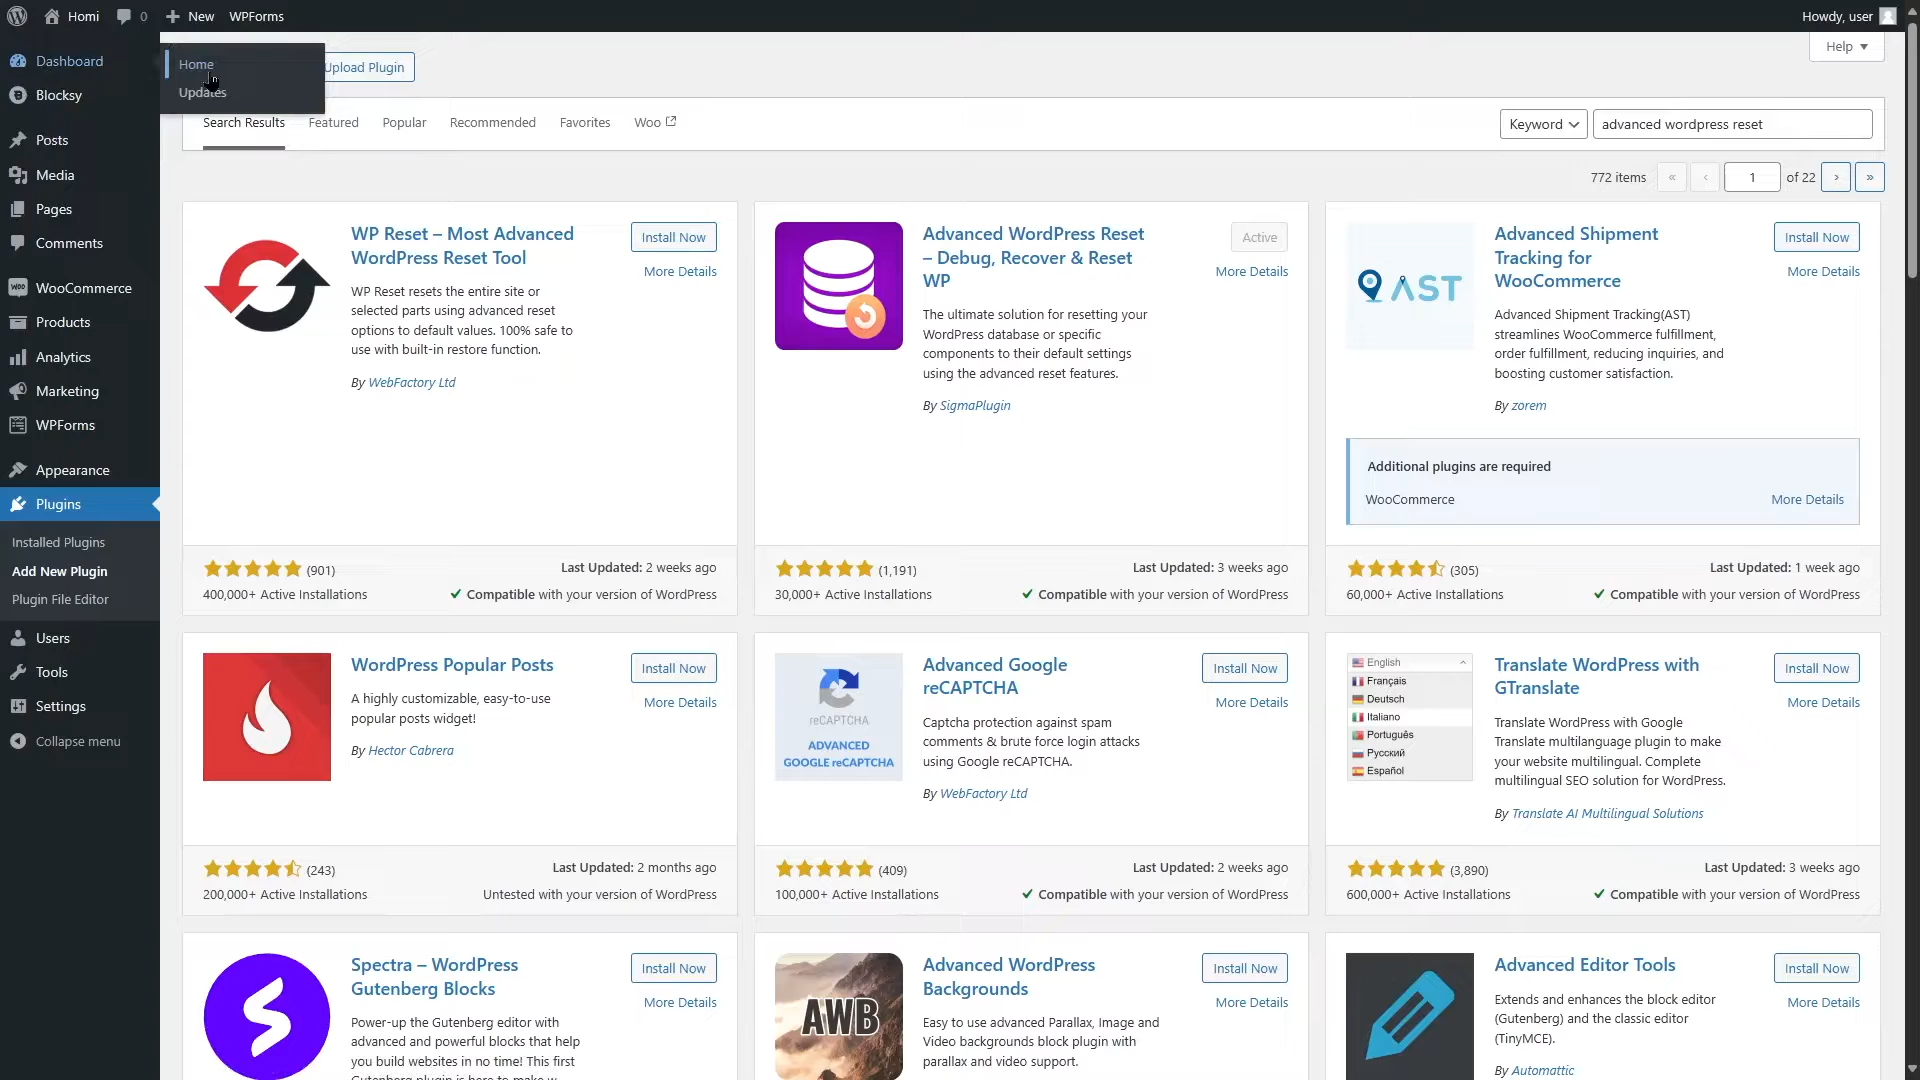 Homi
0
New
WPForms
Howdy, user
Dashboard
Blocksy
Posts
Media
Pages
Comments
WooCommerce
Products
Analytics
Marketing
WPForms
Appearance
Plugins
Installed Plugins
Add New Plugin
Plugin File Editor
Users
Tools
Settings
Collapse menu
Home
Updates
Upload Plugin
Help
Search Results
Featured
Popular
Recommended
Favorites
Woo
Keyword
advanced wordpress reset
772 items
«
‹
1
of 22
›
»
WP Reset – Most Advanced
WordPress Reset Tool
Install Now
More Details
WP Reset resets the entire site or
selected parts using advanced reset
options to default values. 100% safe to
use with built-in restore function.
By WebFactory Ltd
(901)
Last Updated: 2 weeks ago
400,000+ Active Installations
Compatible with your version of WordPress
Advanced WordPress Reset
– Debug, Recover & Reset
WP
Active
More Details
The ultimate solution for resetting your
WordPress database or specific
components to their default settings
using the advanced reset features.
By SigmaPlugin
(1,191)
Last Updated: 3 weeks ago
30,000+ Active Installations
Compatible with your version of WordPress
AST
Advanced Shipment
Tracking for
WooCommerce
Install Now
More Details
Advanced Shipment Tracking(AST)
streamlines WooCommerce fulfillment,
order fulfillment, reducing inquiries, and
boosting customer satisfaction.
By zorem
Additional plugins are required
WooCommerce
More Details
(305)
Last Updated: 1 week ago
60,000+ Active Installations
Compatible with your version of WordPress
WordPress Popular Posts
Install Now
More Details
A highly customizable, easy-to-use
popular posts widget!
By Hector Cabrera
(243)
Last Updated: 2 months ago
200,000+ Active Installations
Untested with your version of WordPress
reCAPTCHA
ADVANCED
GOOGLE reCAPTCHA
Advanced Google
reCAPTCHA
Install Now
More Details
Captcha protection against spam
comments & brute force login attacks
using Google reCAPTCHA.
By WebFactory Ltd
(409)
Last Updated: 2 weeks ago
100,000+ Active Installations
Compatible with your version of WordPress
English
Français
Deutsch
Italiano
Português
Русский
Español
Translate WordPress with
GTranslate
Install Now
More Details
Translate WordPress with Google
Translate multilanguage plugin to make
your website multilingual. Complete
multilingual SEO solution for WordPress.
By Translate AI Multilingual Solutions
(3,890)
Last Updated: 3 weeks ago
600,000+ Active Installations
Compatible with your version of WordPress
Spectra – WordPress
Gutenberg Blocks
Install Now
More Details
Power-up the Gutenberg editor with
advanced and powerful blocks that help
you build websites in no time! This first
AWB
Advanced WordPress
Backgrounds
Install Now
More Details
Easy to use advanced Parallax, Image and
Video backgrounds block plugin with
parallax and video support.
Advanced Editor Tools
Install Now
More Details
Extends and enhances the block editor
(Gutenberg) and the classic editor
(TinyMCE).
By Automattic